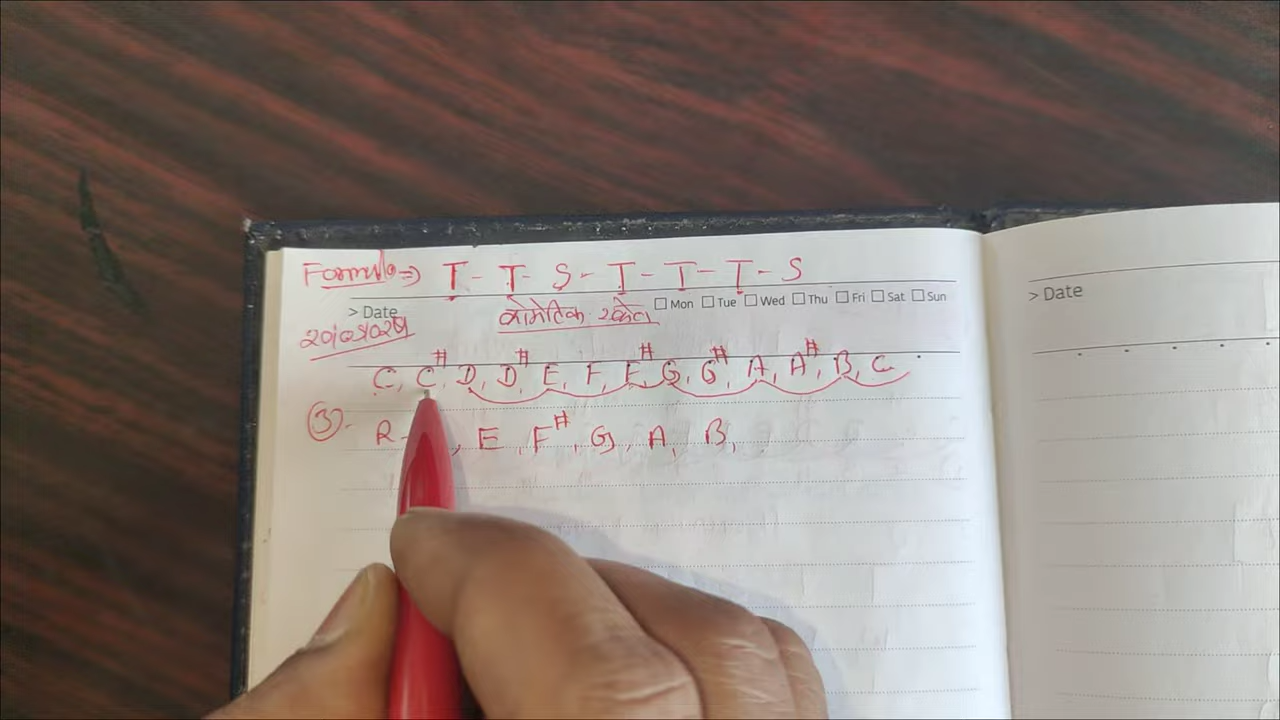 Formula ⇒ T - T - S - T - T - T - S
> Date क्रोमेटिक स्केल Mon Tue Wed Thu Fri Sat Sun > Date
C, C#, D, D#, E, F, F#, G, G#, A, A#, B, C
3 - R - , E, F#, G, A, B,